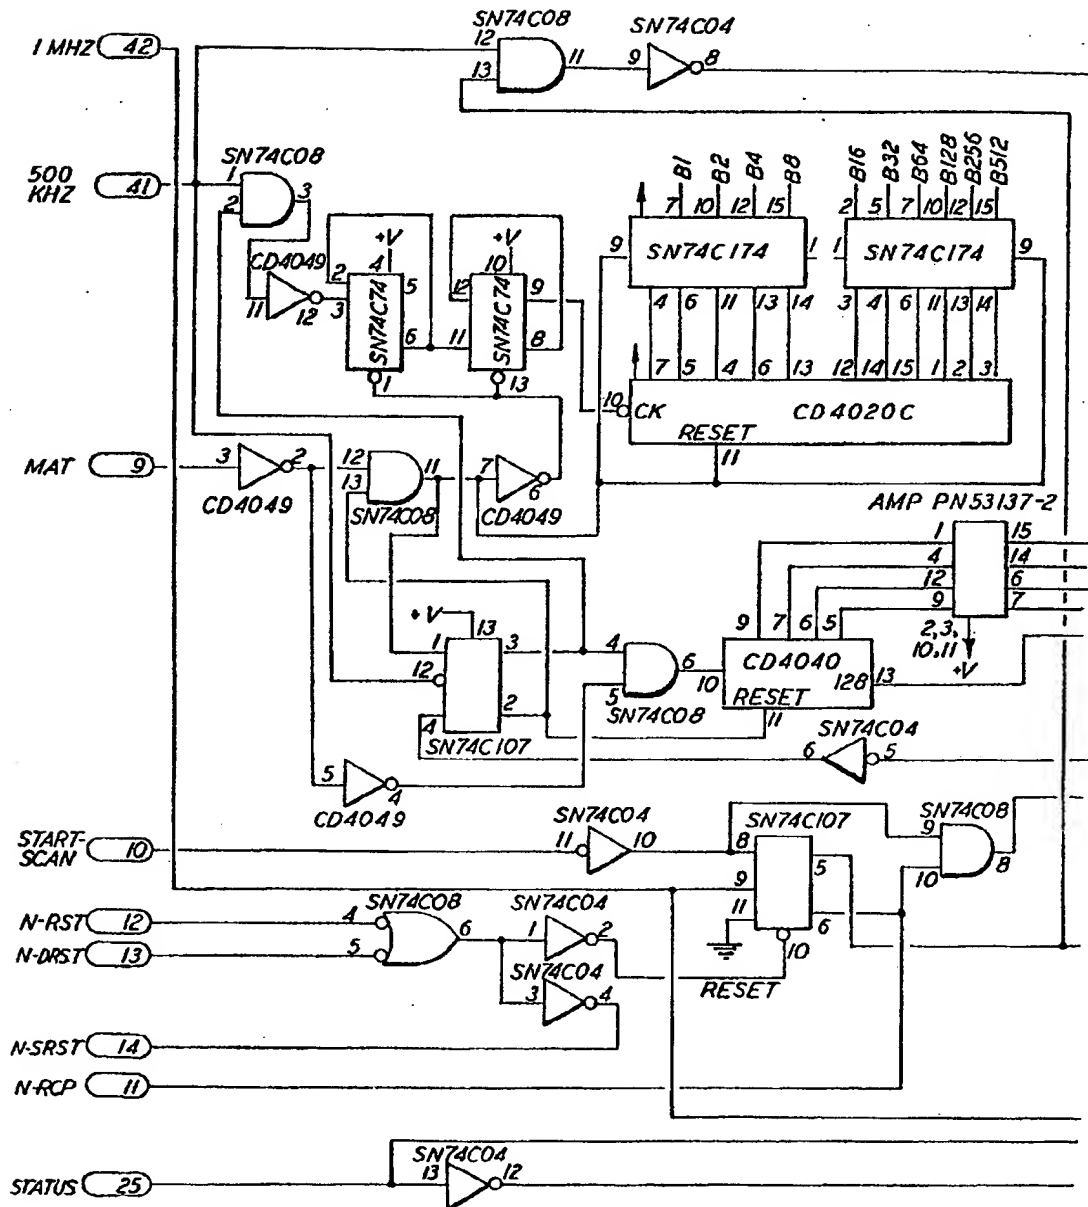 SN74C08
SN74C04
1 MHZ 42
12
13
11
9
8
SN74C08
500
KHZ 41
1
2
3
B1
B2
B4
B8
B16
B32
B64
B128
B256
B512
7 10 12 15
2 5 7 10 12 15
9 SN74C174 1
1 SN74C174 9
4 6 11 13 14
3 4 6 11 13 14
CD4049
11
12
+V
4
2
3
5
6
SN74C74
1
+V
10
12
11
9
8
SN74C74
13
7 5 4 6 13
12 14 15 1 2 3
10 CK
CD4020C
RESET
11
MAT 9
3
2
CD4049
12
13
11
SN74C08
7
6
CD4049
AMP PN53137-2
1
4
12
9
15
14
6
7
2,3,
10,11
+V
+V
13
1
12
4
3
2
SN74C107
4
5
6
SN74C08
9 7 6 5
CD4040
10
128
13
RESET
11
SN74C04
6
5
5
4
CD4049
START-
SCAN 10
SN74C04
11
10
SN74C107
8
9
11
5
6
10
RESET
SN74C08
9
10
8
N-RST 12
N-DRST 13
SN74C08
4
5
6
SN74C04
1
2
SN74C04
3
4
N-SRST 14
N-RCP 11
STATUS 25
SN74C04
13
12